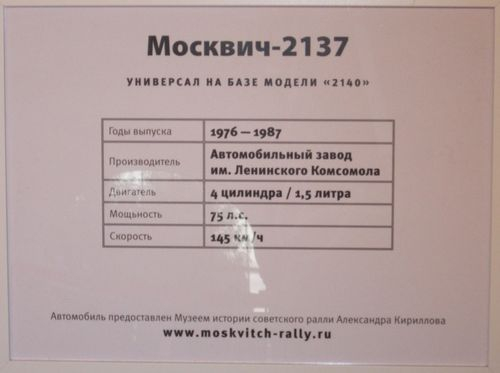 Москвич-2137
УНИВЕРСАЛ НА БАЗЕ МОДЕЛИ «2140»
Годы выпуска 1976 — 1987
Производитель Автомобильный завод
им. Ленинского Комсомола
Двигатель 4 цилиндра / 1,5 литра
Мощность 75 л.с.
Скорость 145 км/ч
Автомобиль предоставлен Музеем истории советского ралли Александра Кириллова
www.moskvitch-rally.ru